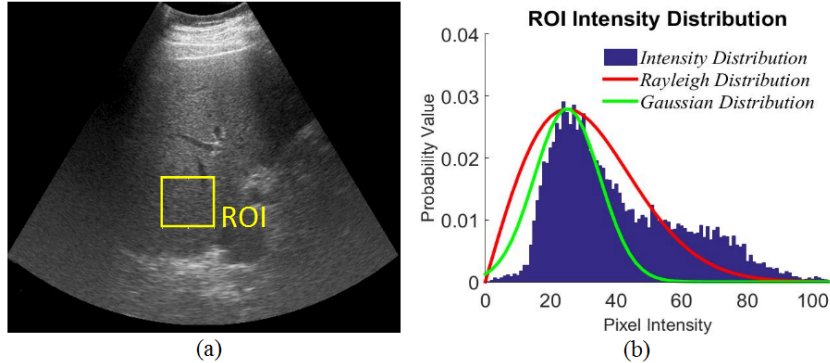 ROI
(a)
ROI Intensity Distribution
0.04
0.03
0.02
0.01
0
Probability Value
Intensity Distribution
Rayleigh Distribution
Gaussian Distribution
0 20 40 60 80 100
Pixel Intensity
(b)